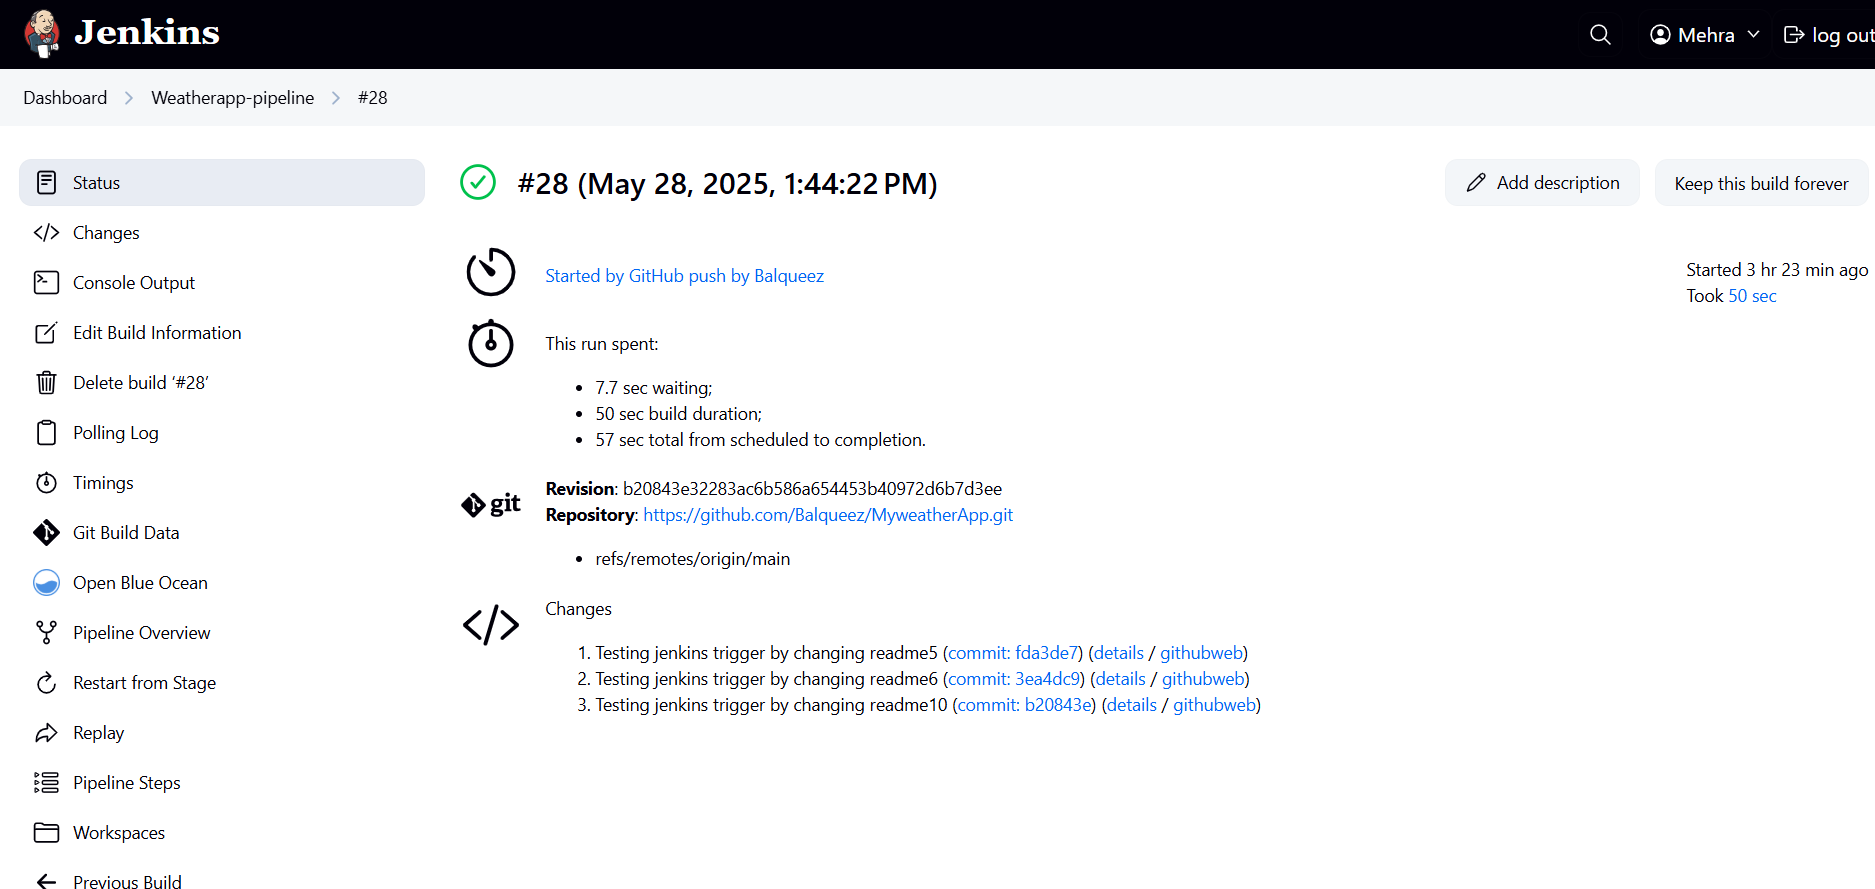 Jenkins
Mehra
log out
Dashboard
Weatherapp-pipeline
#28
Status
Changes
Console Output
Edit Build Information
Delete build ‘#28’
Polling Log
Timings
Git Build Data
Open Blue Ocean
Pipeline Overview
Restart from Stage
Replay
Pipeline Steps
Workspaces
Previous Build
#28 (May 28, 2025, 1:44:22 PM)
Add description
Keep this build forever
Started by GitHub push by Balqueez
Started 3 hr 23 min ago
Took 50 sec
This run spent:
• 7.7 sec waiting;
• 50 sec build duration;
• 57 sec total from scheduled to completion.
git
Revision: b20843e32283ac6b586a654453b40972d6b7d3ee
Repository: https://github.com/Balqueez/MyweatherApp.git
• refs/remotes/origin/main
Changes
1. Testing jenkins trigger by changing readme5 (commit: fda3de7) (details / githubweb)
2. Testing jenkins trigger by changing readme6 (commit: 3ea4dc9) (details / githubweb)
3. Testing jenkins trigger by changing readme10 (commit: b20843e) (details / githubweb)